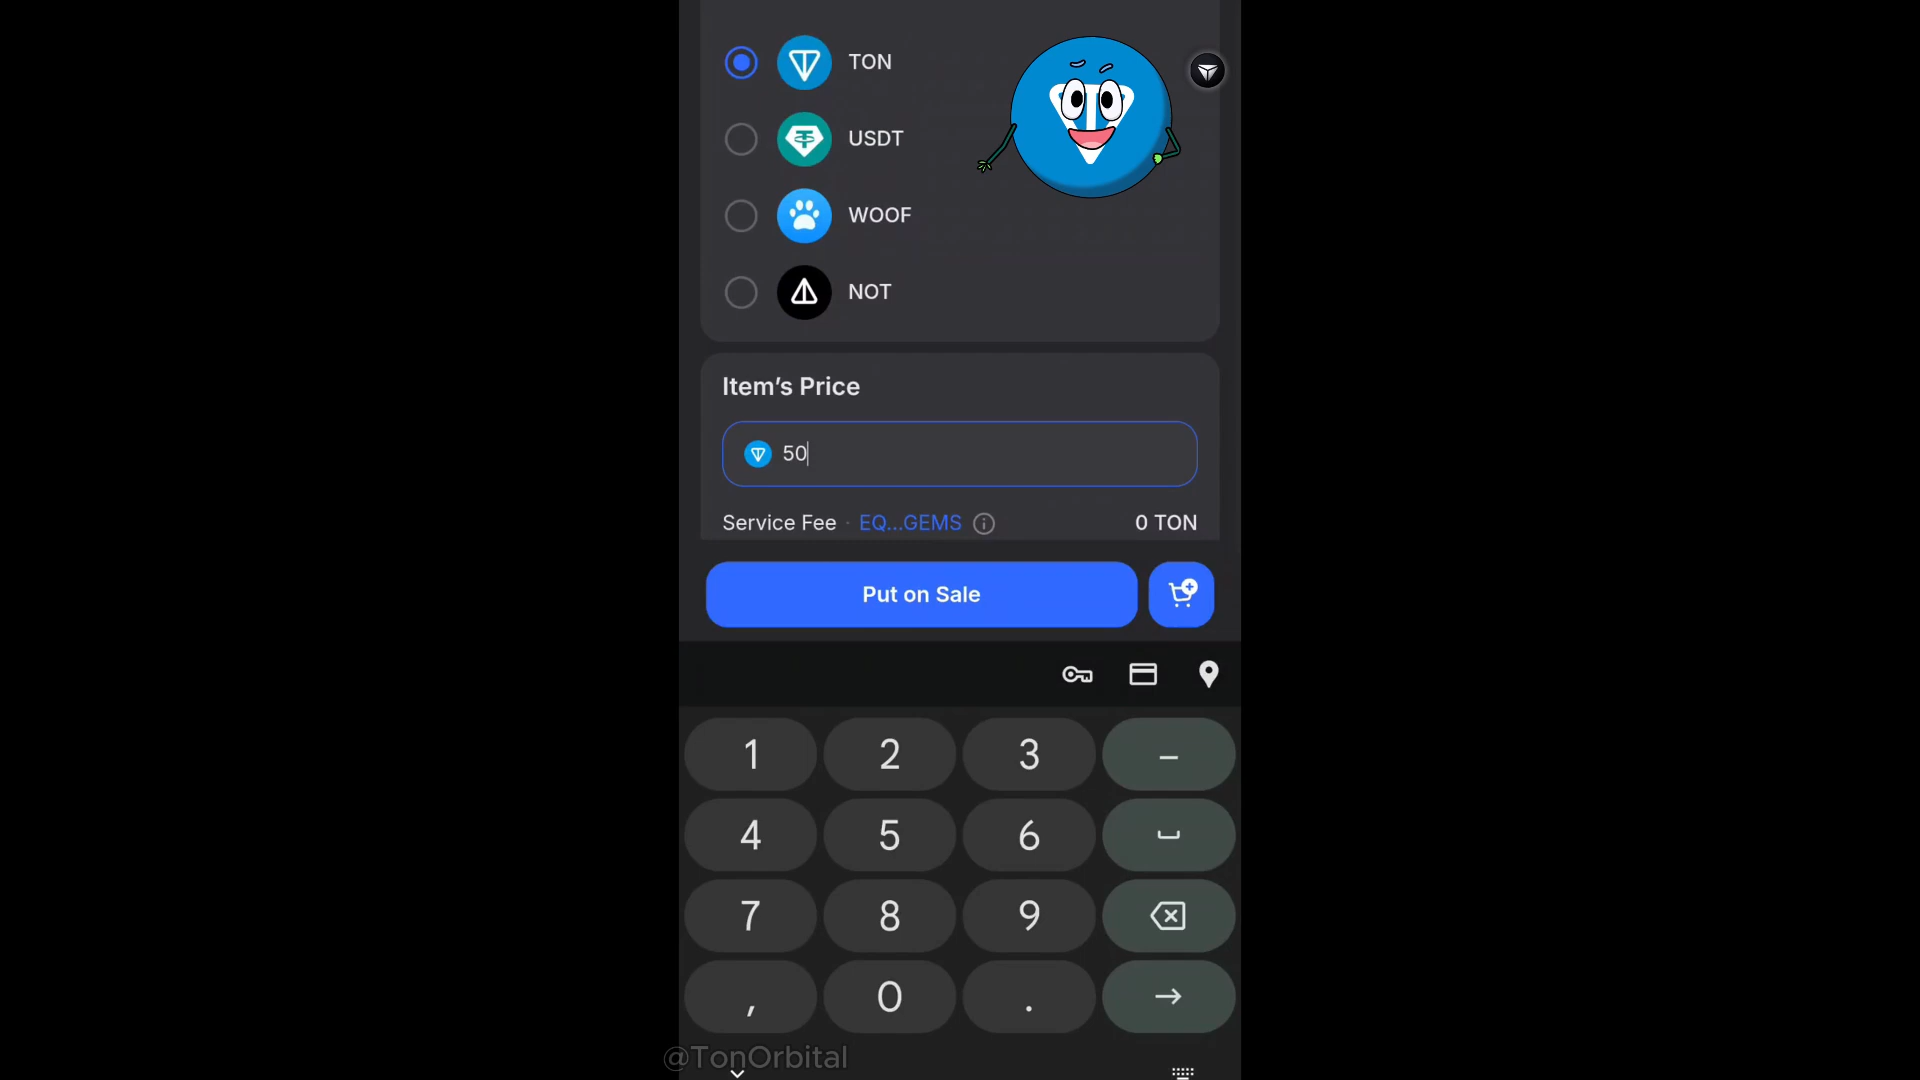 TON
USDT
WOOF
NOT
Item’s Price
50
Service Fee · EQ...GEMS 0 TON
Put on Sale
1 2 3 –
4 5 6
7 8 9
, 0 .
@TonOrbital